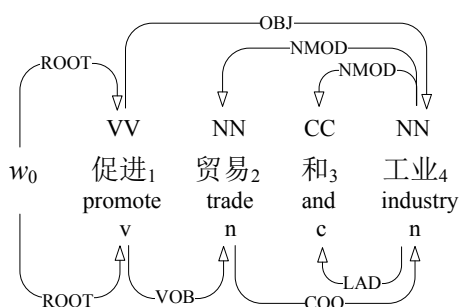 OBJ
ROOT NMOD
NMOD
VV NN CC NN
w₀ 促进₁ 贸易₂ 和₃ 工业₄
promote trade and industry
v n c n
LAD
ROOT VOB COO